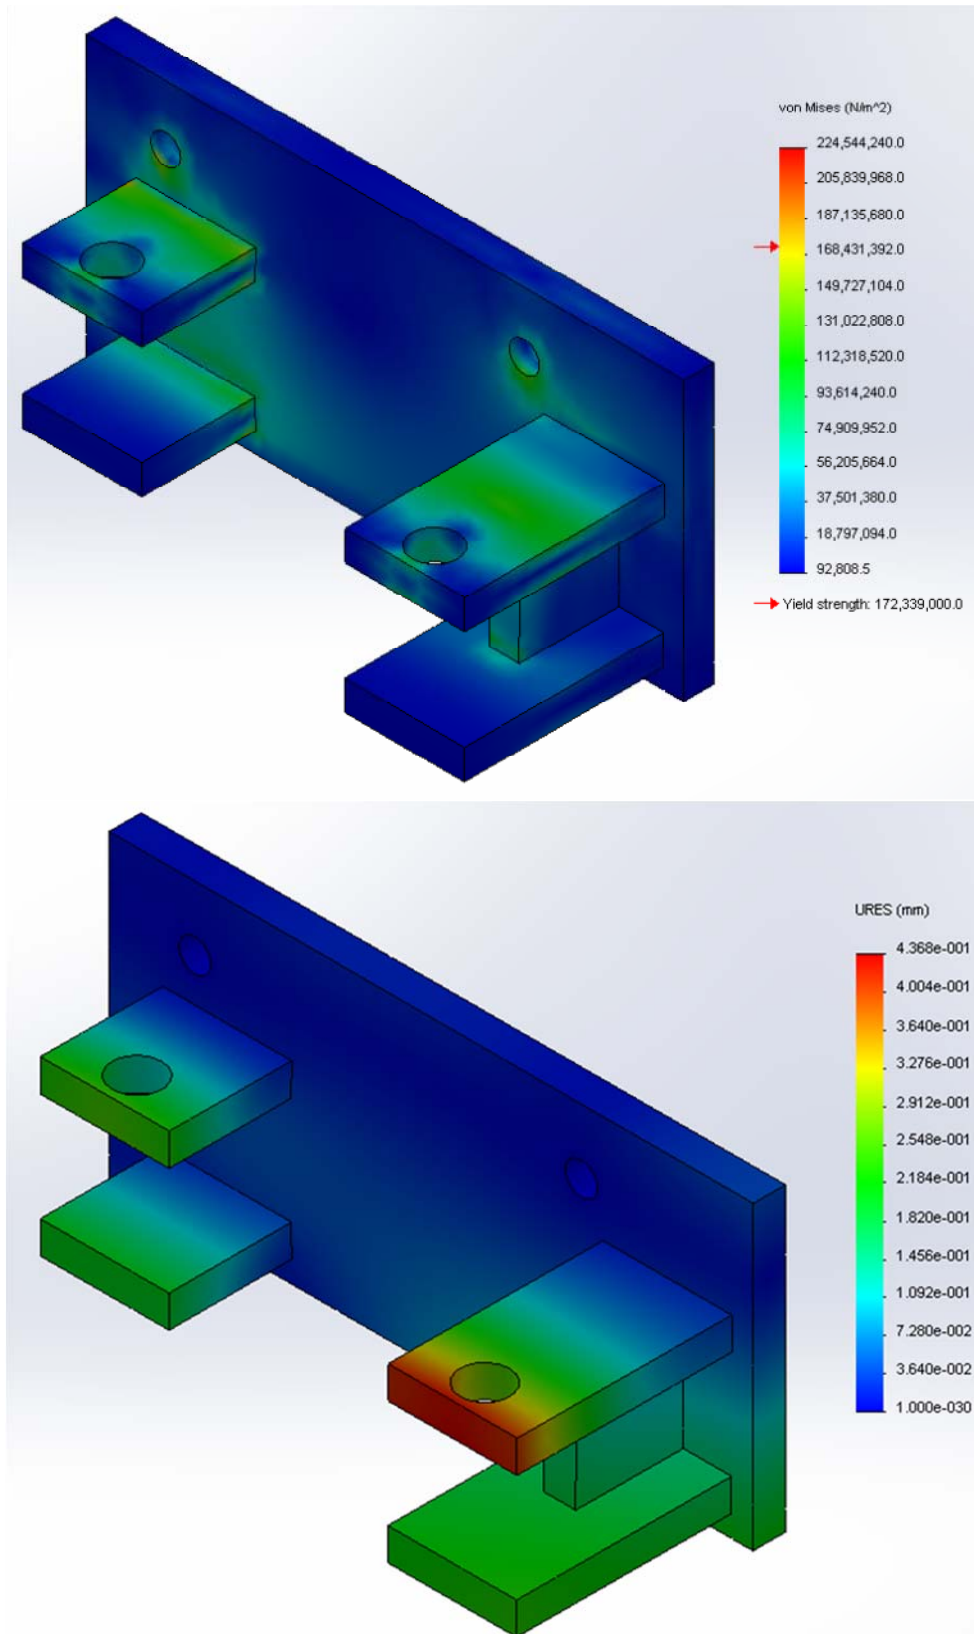 von Mises (N/m^2)
224,544,240.0
205,839,968.0
187,135,680.0
168,431,392.0
149,727,104.0
131,022,808.0
112,318,520.0
93,614,240.0
74,909,952.0
56,205,664.0
37,501,380.0
18,797,094.0
92,808.5
Yield strength: 172,339,000.0
URES (mm)
4.368e-001
4.004e-001
3.640e-001
3.276e-001
2.912e-001
2.548e-001
2.184e-001
1.820e-001
1.456e-001
1.092e-001
7.280e-002
3.640e-002
1.000e-030